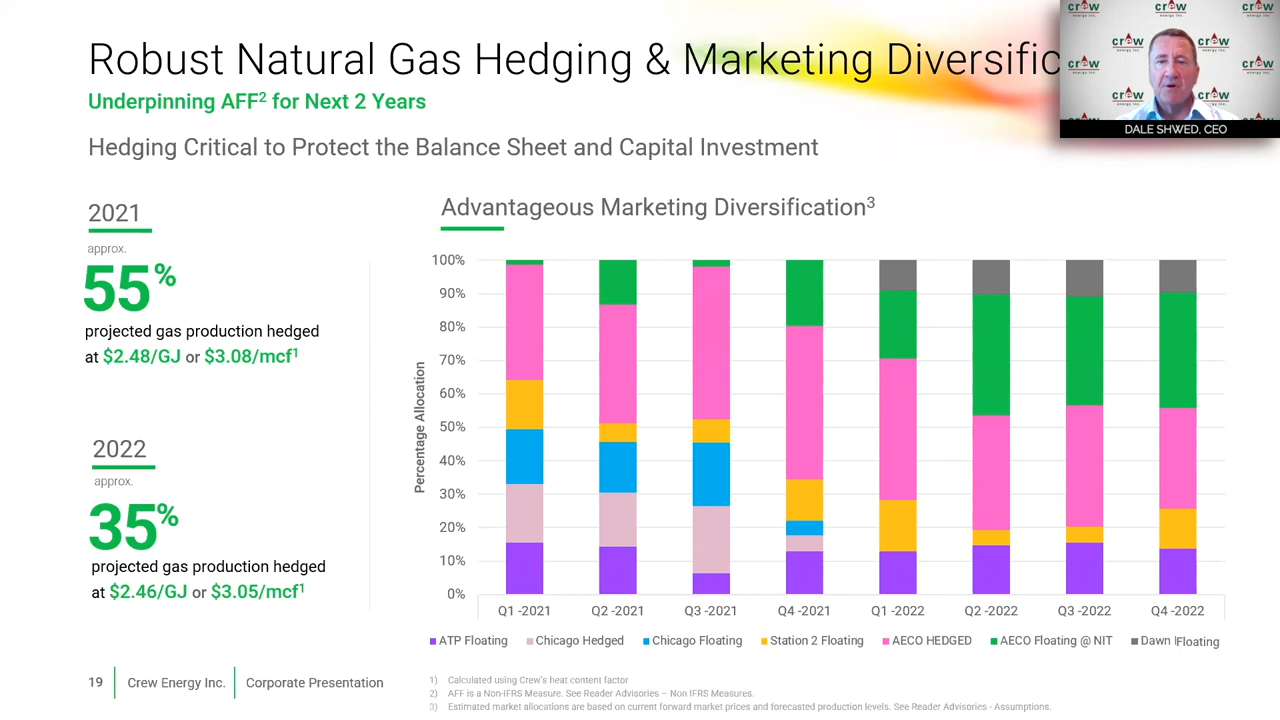 Robust Natural Gas Hedging & Marketing Diversific
Underpinning AFF2 for Next 2 Years
Hedging Critical to Protect the Balance Sheet and Capital Investment
crew
energy inc.
DALE SHWED, CEO
2021
approx.
55%
projected gas production hedged
at $2.48/GJ or $3.08/mcf1
2022
approx.
35%
projected gas production hedged
at $2.46/GJ or $3.05/mcf1
Advantageous Marketing Diversification3
Percentage Allocation
100%
90%
80%
70%
60%
50%
40%
30%
20%
10%
0%
Q1 -2021 Q2 -2021 Q3 -2021 Q4 -2021 Q1 -2022 Q2 -2022 Q3 -2022 Q4 -2022
ATP Floating Chicago Hedged Chicago Floating Station 2 Floating AECO HEDGED AECO Floating @ NIT Dawn Floating
19 Crew Energy Inc. Corporate Presentation
1) Calculated using Crew's heat content factor
2) AFF is a Non-IFRS Measure. See Reader Advisories – Non IFRS Measures.
3) Estimated market allocations are based on current forward market prices and forecasted production levels. See Reader Advisories - Assumptions.